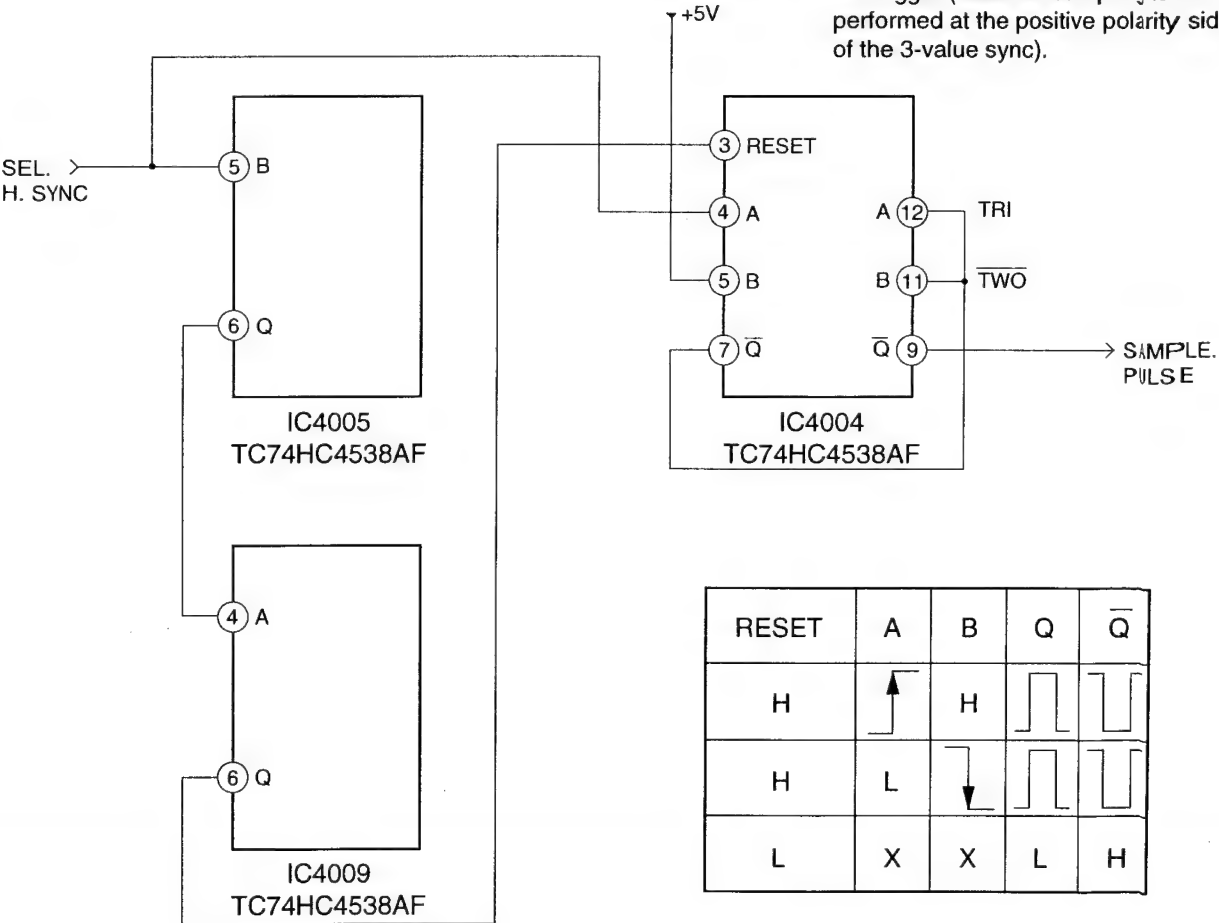 +5V
performed at the positive polarity sid
of the 3-value sync).
SEL.
H. SYNC
5 B
6 Q
IC4005
TC74HC4538AF
4 A
6 Q
IC4009
TC74HC4538AF
3 RESET
4 A
5 B
7 Q̅
A 12 TRI
B 11 T̅W̅O̅
Q̅ 9
SAMPLE.
PULSE
IC4004
TC74HC4538AF
RESET A B Q Q̅
H H
H L
L X X L H